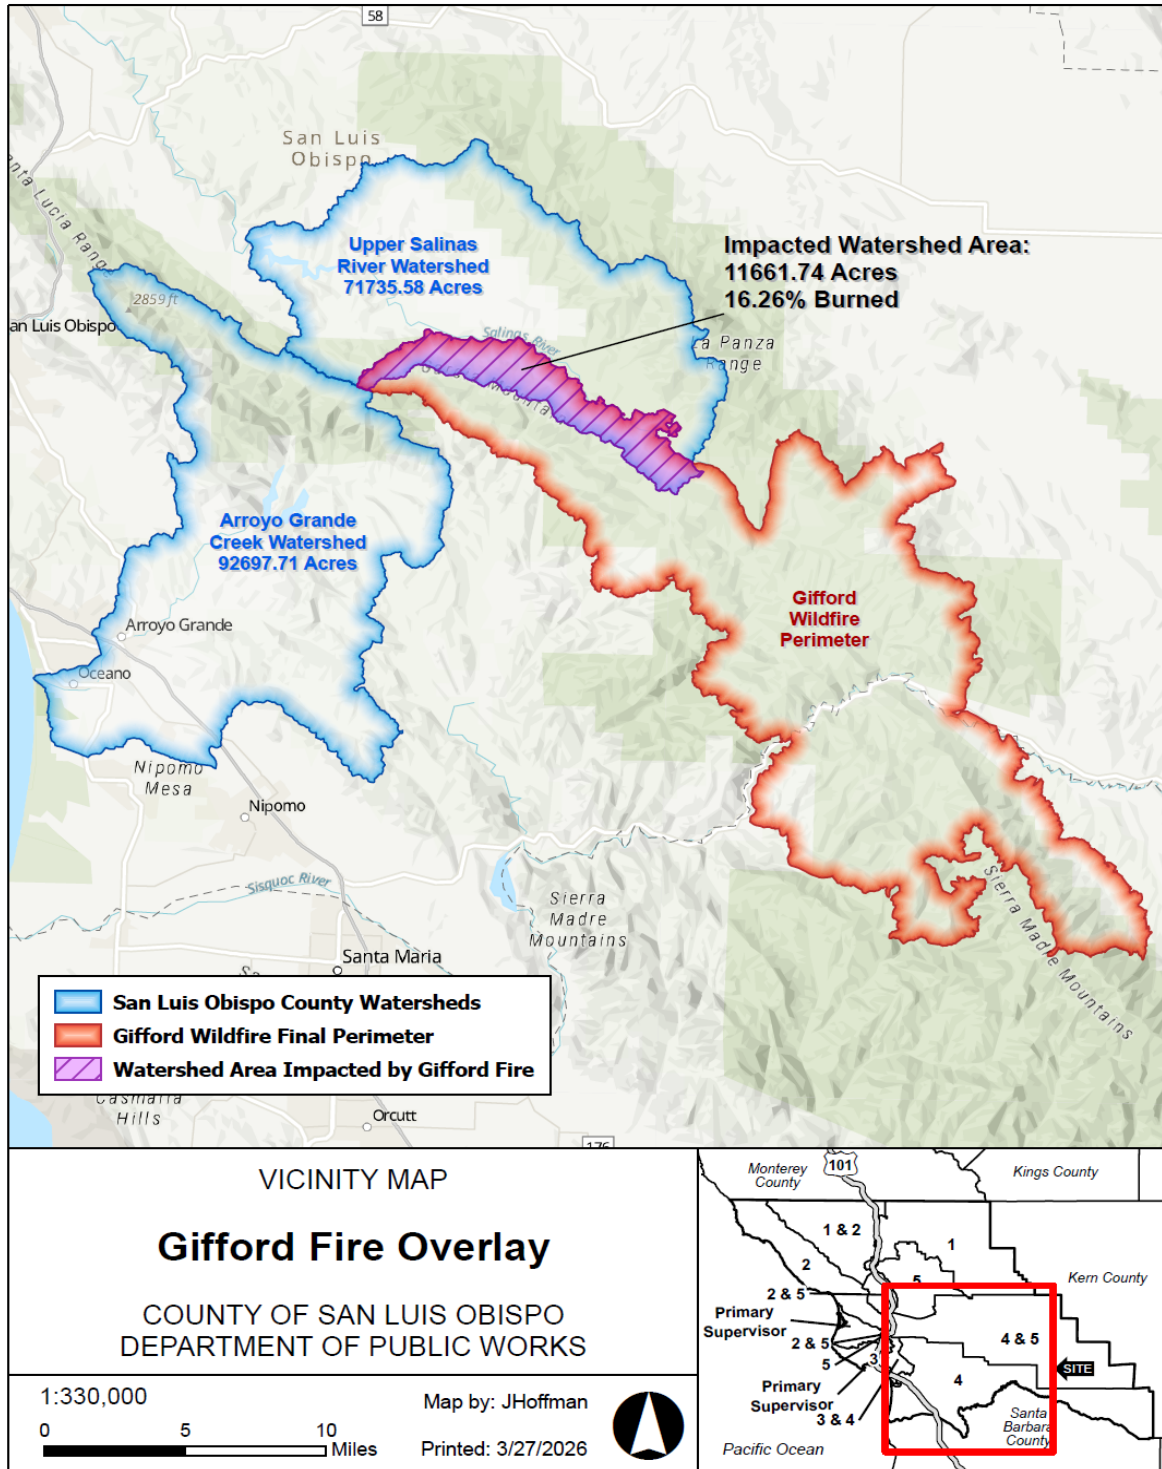 58
San Luis
Obispo
Santa Lucia Range
Upper Salinas
River Watershed
71735.58 Acres
Impacted Watershed Area:
11661.74 Acres
16.26% Burned
2859 ft
an Luis Obispo
Salinas River
La Panza
Range
Arroyo Grande
Creek Watershed
92697.71 Acres
Gifford
Wildfire
Perimeter
Arroyo Grande
Oceano
Nipomo
Mesa
Nipomo
Sisquoc River
Sierra
Madre
Mountains
Sierra Madre Mountains
Santa Maria
San Luis Obispo County Watersheds
Gifford Wildfire Final Perimeter
Watershed Area Impacted by Gifford Fire
Casmalia
Hills
Orcutt
176
VICINITY MAP
Gifford Fire Overlay
COUNTY OF SAN LUIS OBISPO
DEPARTMENT OF PUBLIC WORKS
1:330,000
0 5 10
Miles
Map by: JHoffman
Printed: 3/27/2026
Monterey
County
101
Kings County
1 & 2
1
2
5
Kern County
2 & 5
Primary
Supervisor
2 & 5
5
3
4 & 5
SITE
4
Primary
Supervisor
3 & 4
Santa
Barbara
County
Pacific Ocean